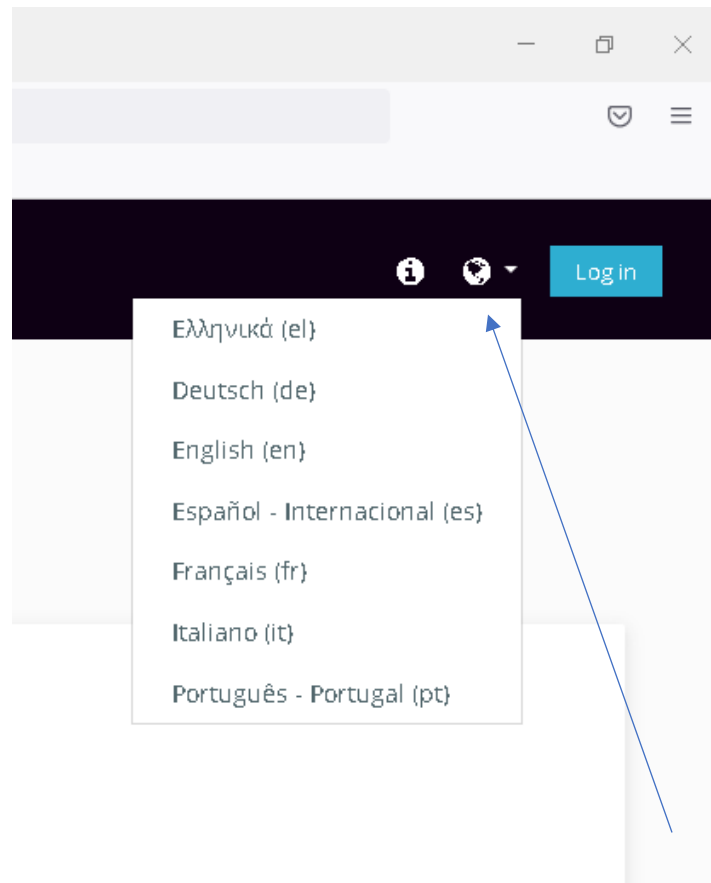 Log in
Ελληνικά (el)
Deutsch (de)
English (en)
Español - Internacional (es)
Français (fr)
Italiano (it)
Português - Portugal (pt)